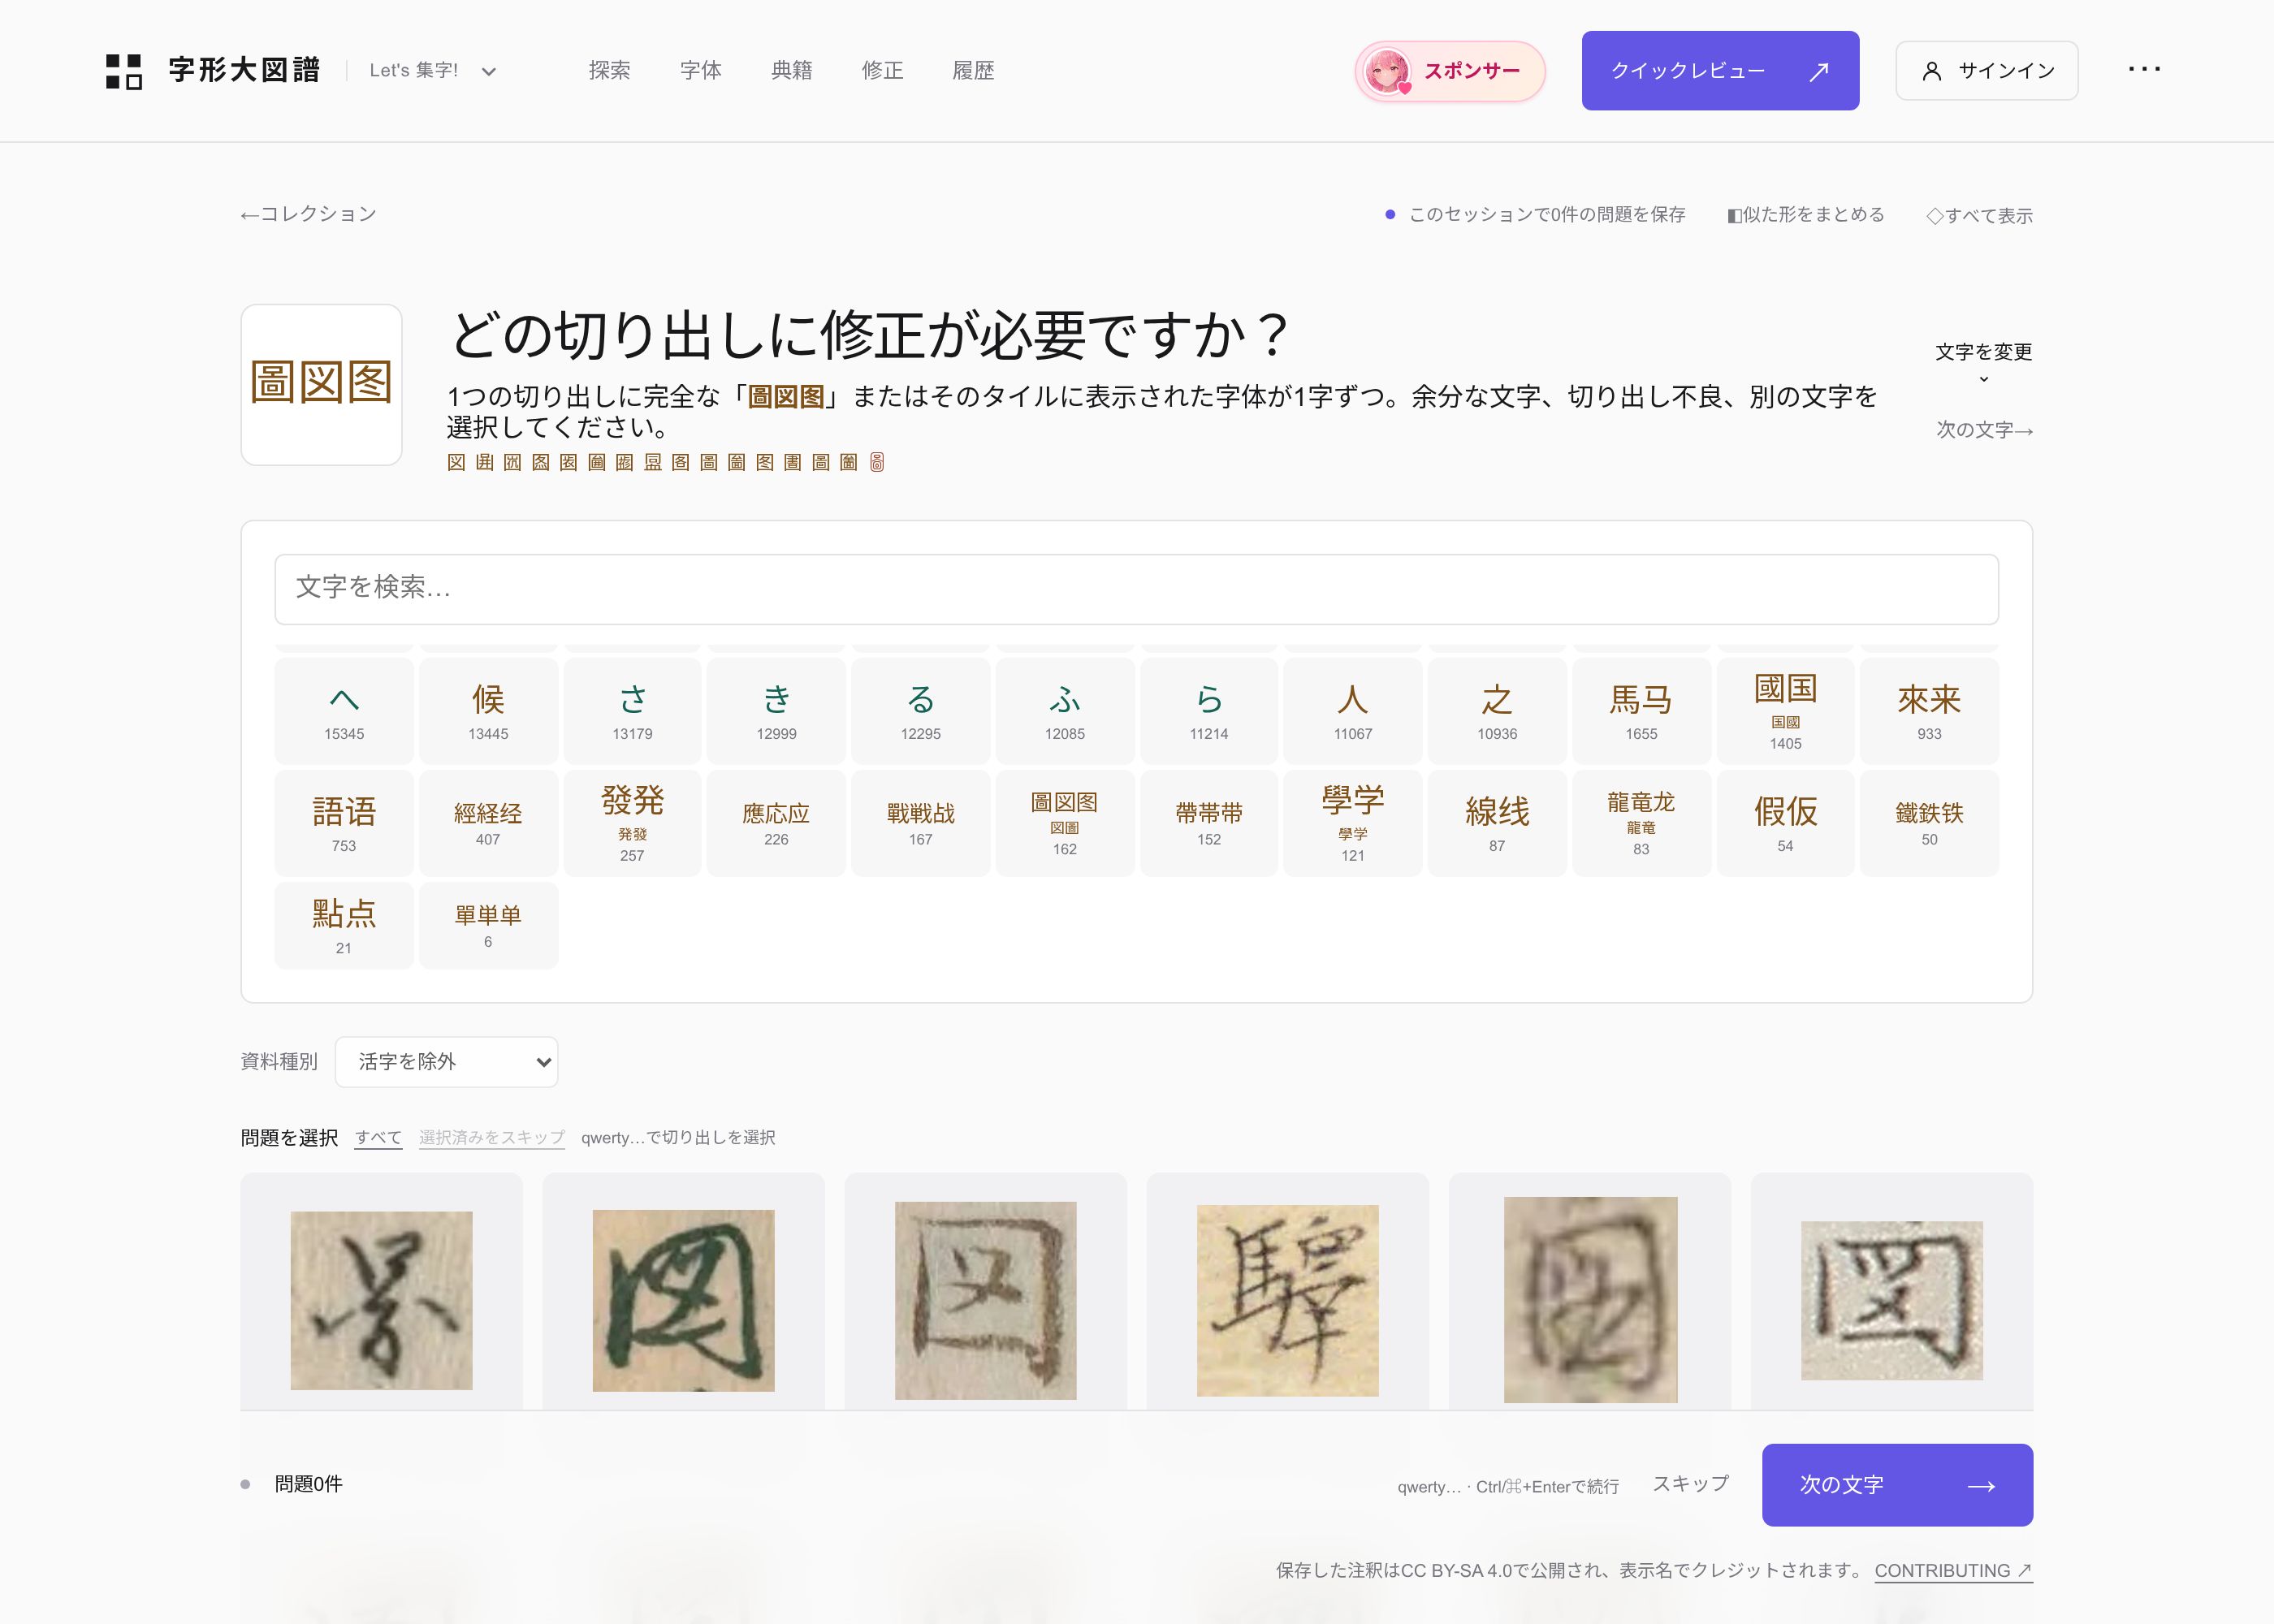 字形大図譜
Let's 集字!
探索
字体
典籍
修正
履歴
スポンサー
クイックレビュー ↗
サインイン
←コレクション
このセッションで0件の問題を保存
◧似た形をまとめる
◇すべて表示
圖図图
どの切り出しに修正が必要ですか？
1つの切り出しに完全な「圖図图」またはそのタイルに表示された字体が1字ずつ。余分な文字、切り出し不良、別の文字を
選択してください。
文字を変更
次の文字→
文字を検索…
へ 候 さ き る ふ ら 人 之 馬马 國国 來来
国國
15345 13445 13179 12999 12295 12085 11214 11067 10936 1655 1405 933
語语 經経经 發発 應応应 戰戦战 圖図图 帶帯带 學学 線线 龍竜龙 假仮 鐵鉄铁
発發 図圖 學学 龍竜
753 407 257 226 167 162 152 121 87 83 54 50
點点 單単单
21 6
資料種別
活字を除外
問題を選択
すべて
選択済みをスキップ
qwerty…で切り出しを選択
問題0件
qwerty… · Ctrl/⌘+Enterで続行
スキップ
次の文字 →
保存した注釈はCC BY-SA 4.0で公開され、表示名でクレジットされます。 CONTRIBUTING ↗